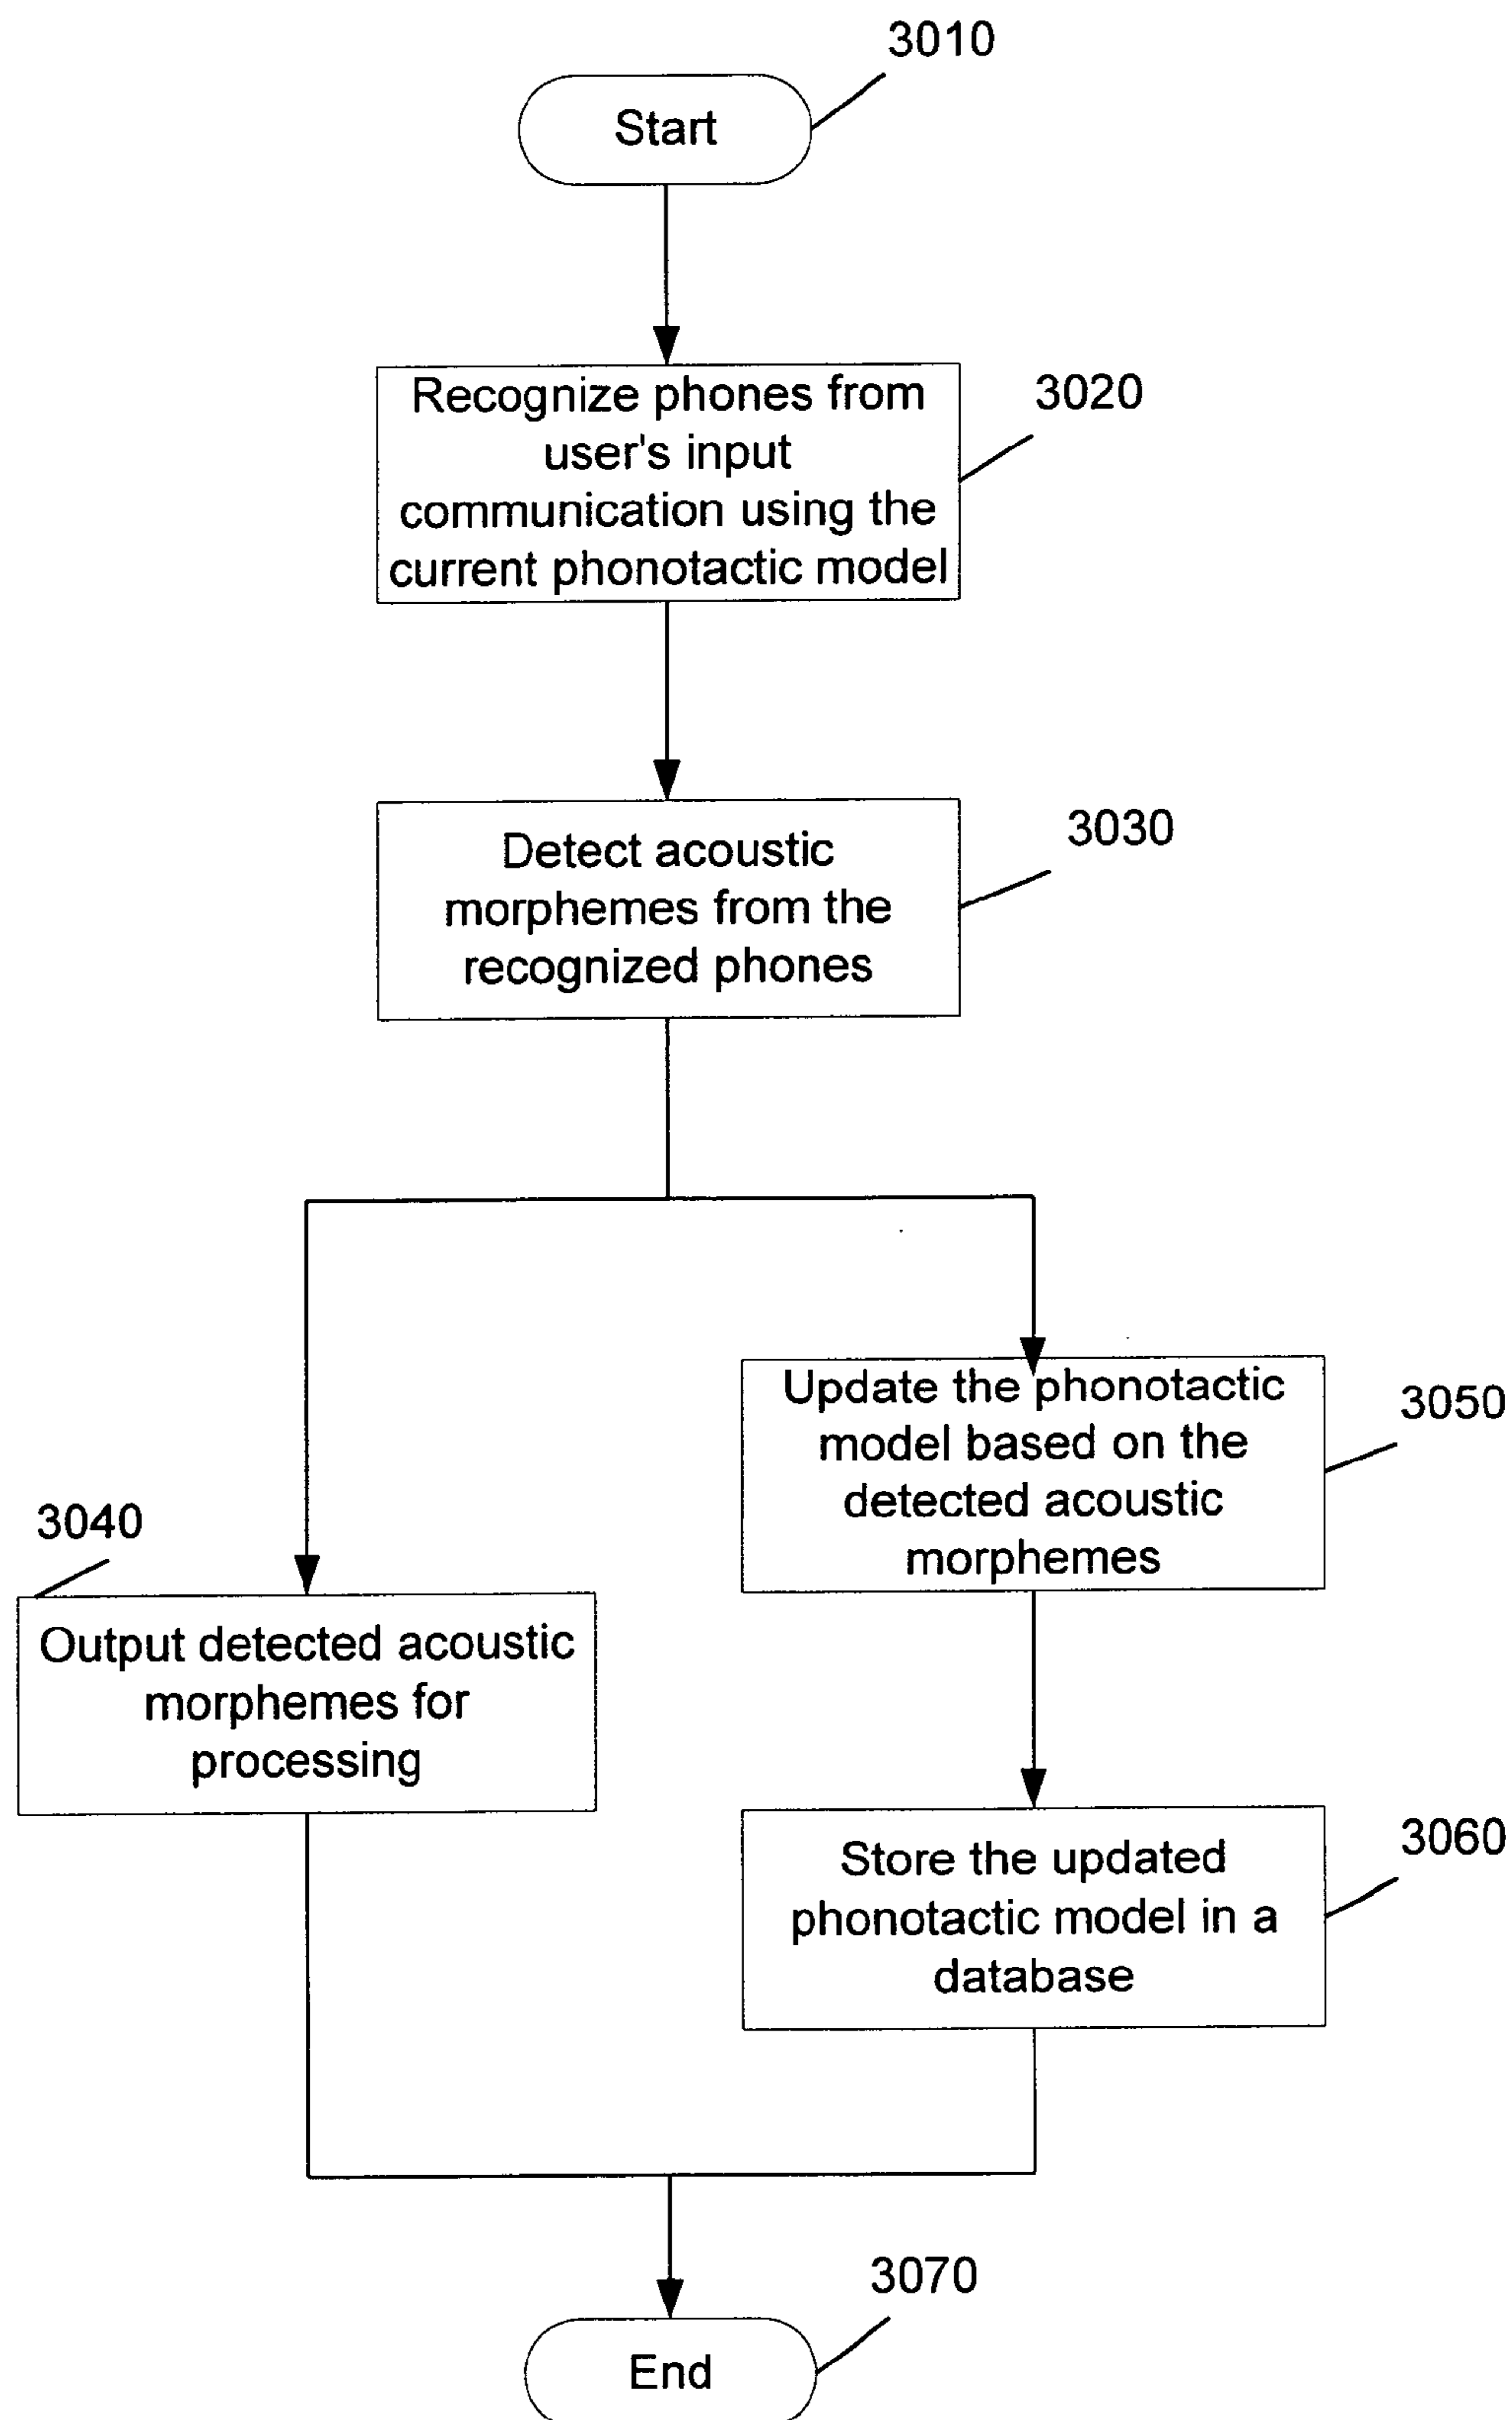 3010
Start
Recognize phones from
user's input
communication using the
current phonotactic model
3020
Detect acoustic
morphemes from the
recognized phones
3030
Update the phonotactic
model based on the
detected acoustic
morphemes
3050
3040
Output detected acoustic
morphemes for
processing
Store the updated
phonotactic model in a
database
3060
3070
End